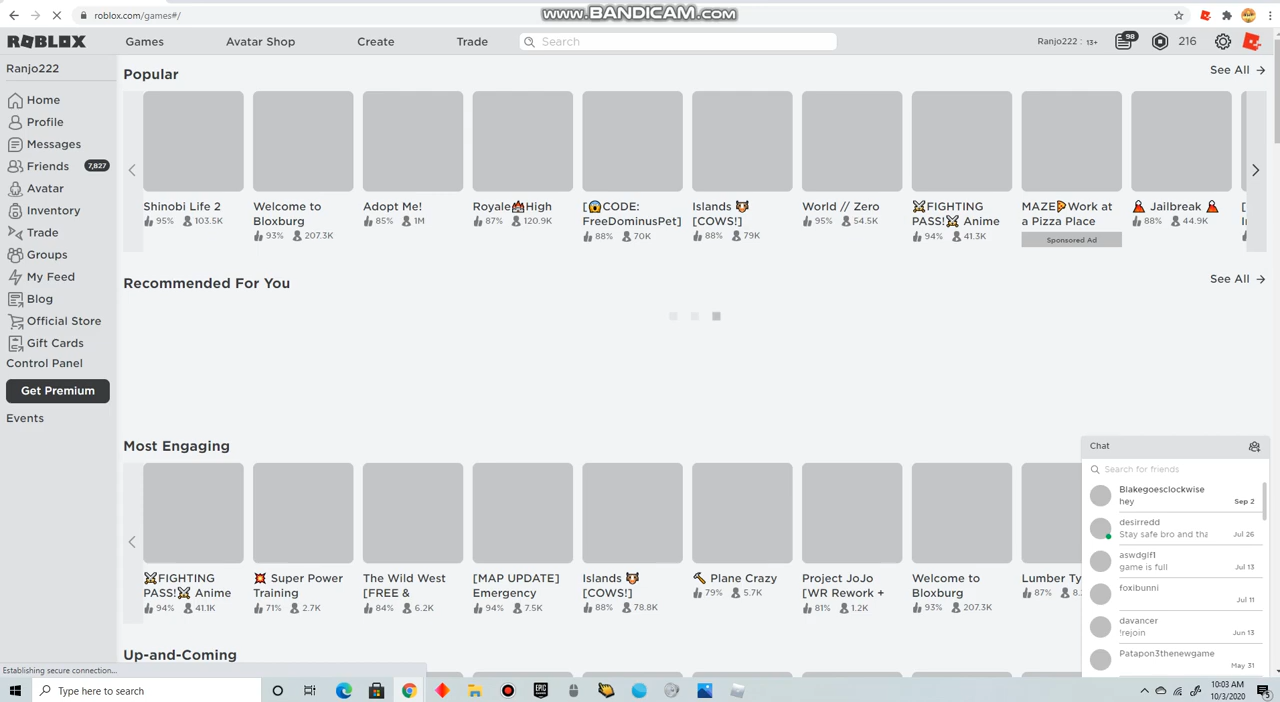 www.BANDICAM.com
roblox.com/games#/
ROBLOX
Games
Avatar Shop
Create
Trade
Search
Ranjo222 : 13+
98
216
Ranjo222
Home
Profile
Messages
Friends
7,827
Avatar
Inventory
Trade
Groups
My Feed
Blog
Official Store
Gift Cards
Control Panel
Get Premium
Events
Popular
See All →
Shinobi Life 2
95% 103.5K
Welcome to
Bloxburg
93% 207.3K
Adopt Me!
85% 1M
Royale🏰High
87% 120.9K
[😱CODE:
FreeDominusPet]
88% 70K
Islands 🦊
[COWS!]
88% 79K
World // Zero
95% 54.5K
⚔️FIGHTING
PASS!⚔️ Anime
94% 41.3K
MAZE🍕Work at
a Pizza Place
Sponsored Ad
🌋 Jailbreak 🌋
88% 44.9K
[
Recommended For You
See All →
Most Engaging
⚔️FIGHTING
PASS!⚔️ Anime
94% 41.1K
💥 Super Power
Training
71% 2.7K
The Wild West
[FREE &
84% 6.2K
[MAP UPDATE]
Emergency
94% 7.5K
Islands 🦊
[COWS!]
88% 78.8K
🔨 Plane Crazy
79% 5.7K
Project JoJo
[WR Rework +
81% 1.2K
Welcome to
Bloxburg
93% 207.3K
Lumber Ty
87% 8.
Up-and-Coming
Chat
Search for friends
Blakegoesclockwise
hey Sep 2
desirredd
Stay safe bro and tha Jul 26
aswdglf1
game is full Jul 13
foxibunni
Jul 11
davancer
!rejoin Jun 13
Patapon3thenewgame
May 31
Establishing secure connection...
Type here to search
EPIC
10:03 AM
10/3/2020
5